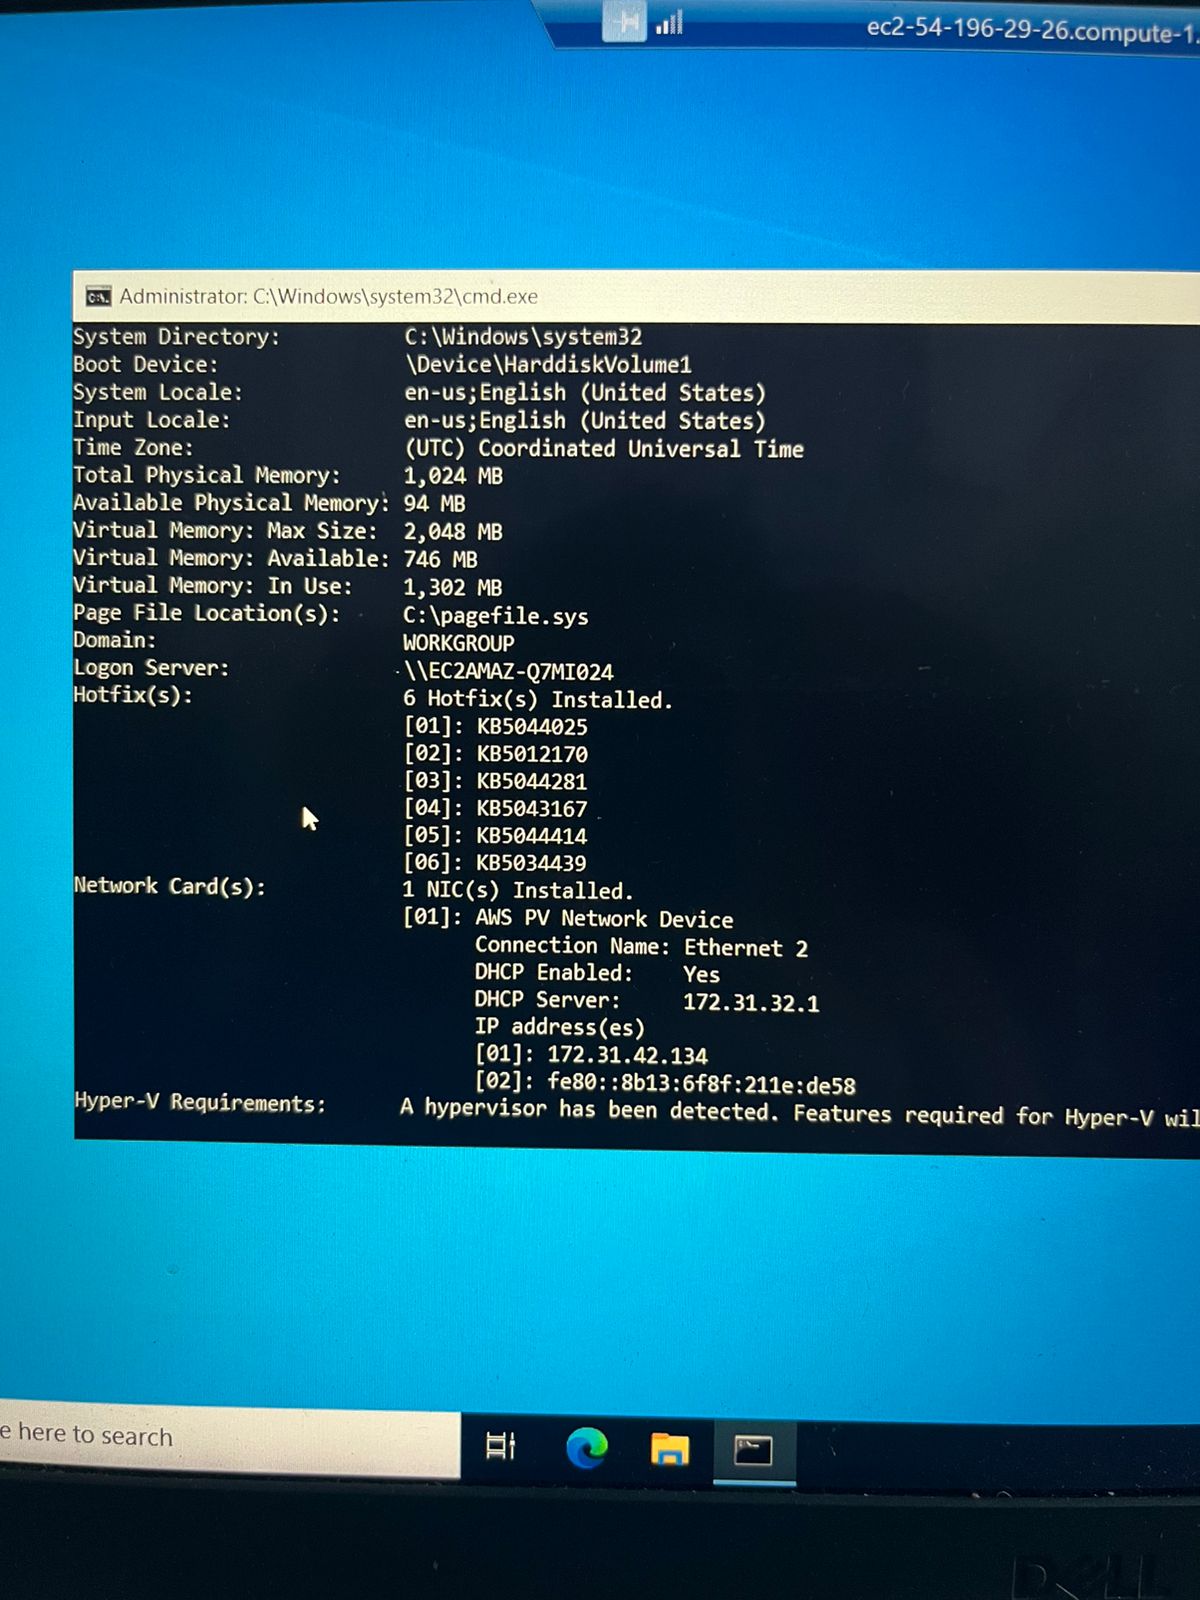 ec2-54-196-29-26.compute-1.
Administrator: C:\Windows\system32\cmd.exe
System Directory: C:\Windows\system32
Boot Device: \Device\HarddiskVolume1
System Locale: en-us;English (United States)
Input Locale: en-us;English (United States)
Time Zone: (UTC) Coordinated Universal Time
Total Physical Memory: 1,024 MB
Available Physical Memory: 94 MB
Virtual Memory: Max Size: 2,048 MB
Virtual Memory: Available: 746 MB
Virtual Memory: In Use: 1,302 MB
Page File Location(s): C:\pagefile.sys
Domain: WORKGROUP
Logon Server: \\EC2AMAZ-Q7MI024
Hotfix(s): 6 Hotfix(s) Installed.
[01]: KB5044025
[02]: KB5012170
[03]: KB5044281
[04]: KB5043167
[05]: KB5044414
[06]: KB5034439
Network Card(s): 1 NIC(s) Installed.
[01]: AWS PV Network Device
Connection Name: Ethernet 2
DHCP Enabled: Yes
DHCP Server: 172.31.32.1
IP address(es)
[01]: 172.31.42.134
[02]: fe80::8b13:6f8f:211e:de58
Hyper-V Requirements: A hypervisor has been detected. Features required for Hyper-V wil
e here to search
DELL